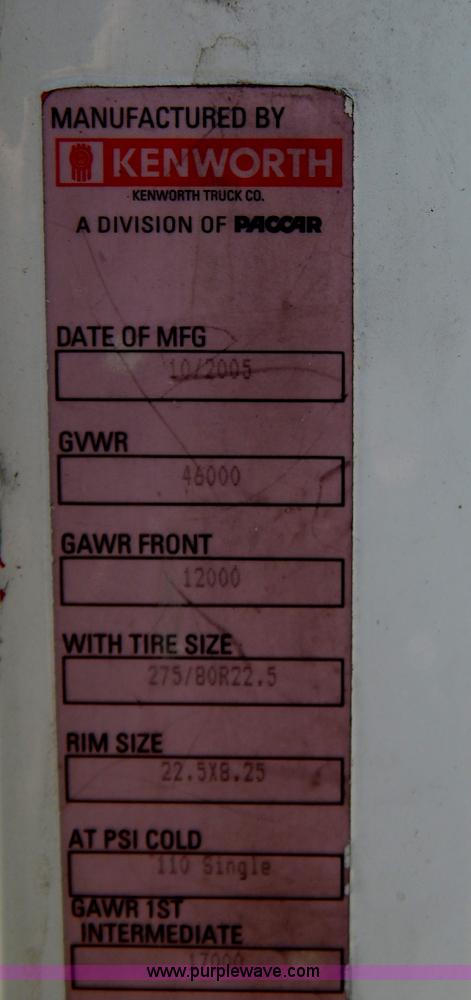 MANUFACTURED BY
KENWORTH
KENWORTH TRUCK CO.
A DIVISION OF PACCAR
DATE OF MFG
10/2005
GVWR
46000
GAWR FRONT
12000
WITH TIRE SIZE
275/80R22.5
RIM SIZE
22.5X8.25
AT PSI COLD
110 Single
GAWR 1ST
INTERMEDIATE
17000
www.purplewave.com